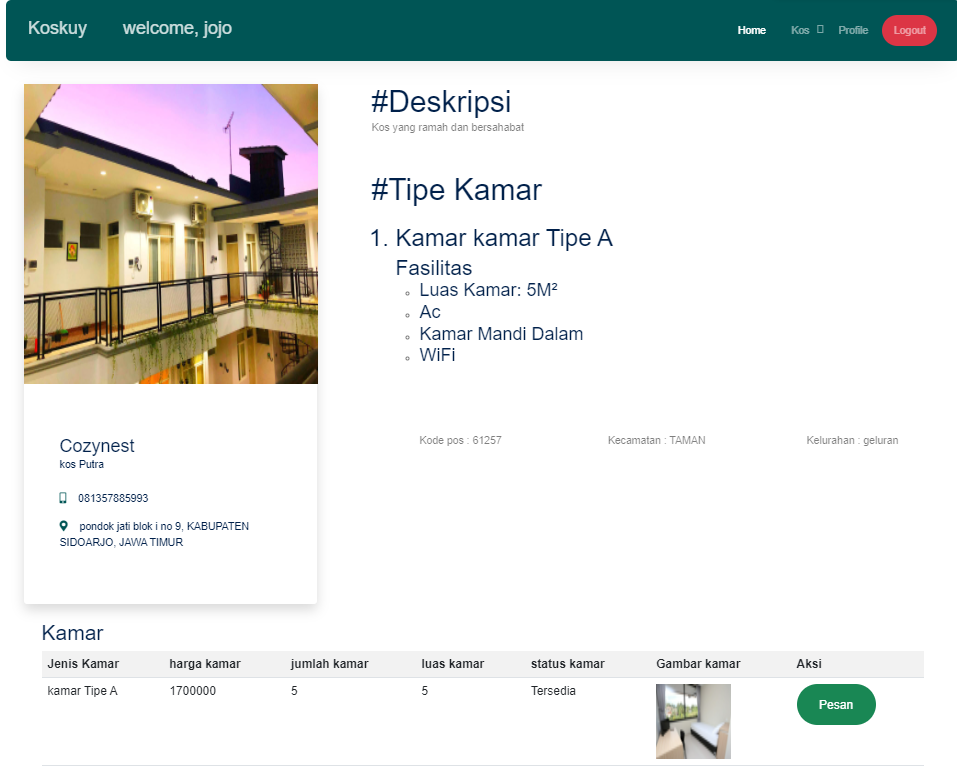 Koskuy welcome, jojo Home Kos Profile Logout
#Deskripsi
Kos yang ramah dan bersahabat
#Tipe Kamar
1. Kamar kamar Tipe A
Fasilitas
Luas Kamar: 5M²
Ac
Kamar Mandi Dalam
WiFi
Kode pos : 61257 Kecamatan : TAMAN Kelurahan : geluran
Cozynest
kos Putra
081357885993
pondok jati blok i no 9, KABUPATEN
SIDOARJO, JAWA TIMUR
Kamar
Jenis Kamar harga kamar jumlah kamar luas kamar status kamar Gambar kamar Aksi
kamar Tipe A 1700000 5 5 Tersedia Pesan